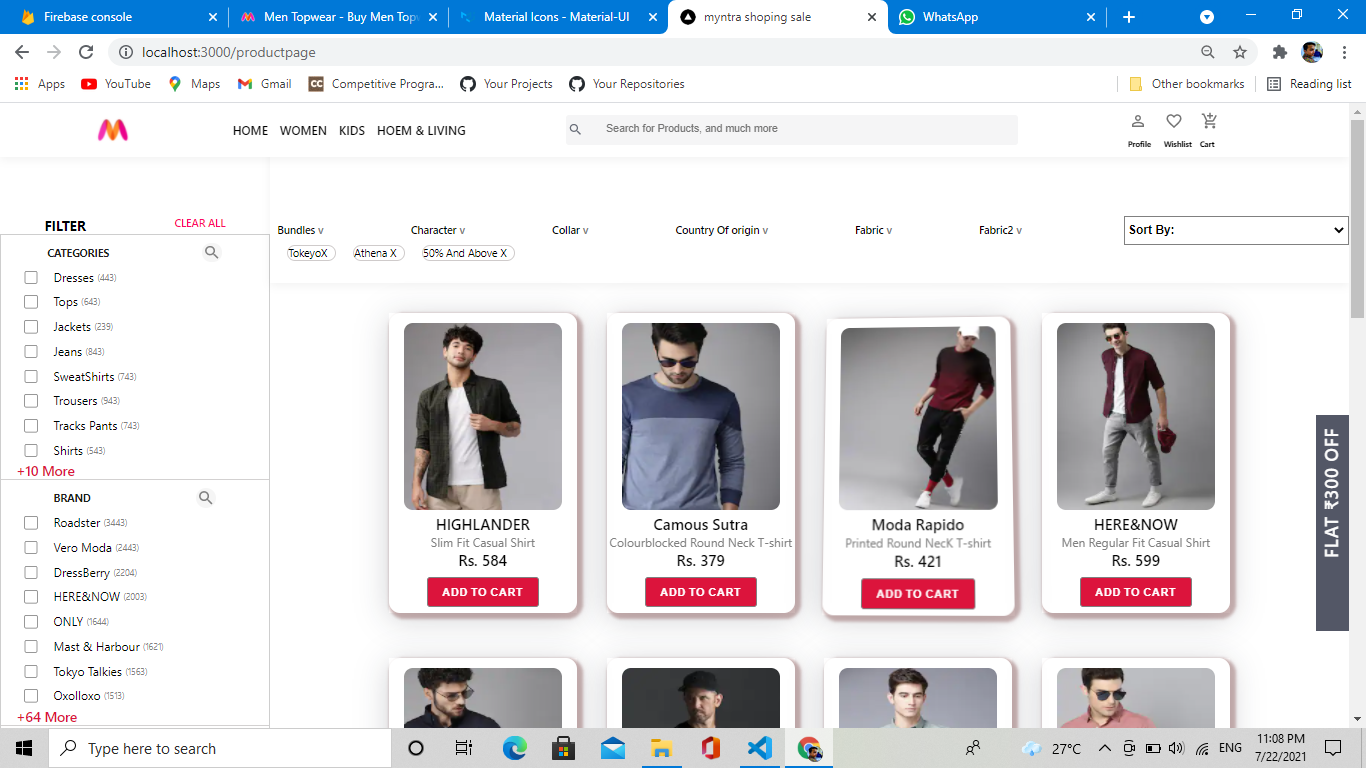 Firebase console
Men Topwear - Buy Men Top
Material Icons - Material-UI
myntra shoping sale
WhatsApp
localhost:3000/productpage
Apps
YouTube
Maps
Gmail
CC
Competitive Progra...
Your Projects
Your Repositories
Other bookmarks
Reading list
HOME WOMEN KIDS HOEM & LIVING
Search for Products, and much more
Profile Wishlist Cart
FILTER
CLEAR ALL
Bundles v
Character v
Collar v
Country Of origin v
Fabric v
Fabric2 v
Sort By:
TokeyoX
Athena X
50% And Above X
CATEGORIES
Dresses (443)
Tops (643)
Jackets (239)
Jeans (843)
SweatShirts (743)
Trousers (943)
Tracks Pants (743)
Shirts (543)
+10 More
BRAND
Roadster (3443)
Vero Moda (2443)
DressBerry (2204)
HERE&NOW (2003)
ONLY (1644)
Mast & Harbour (1621)
Tokyo Talkies (1563)
Oxolloxo (1513)
+64 More
HIGHLANDER
Slim Fit Casual Shirt
Rs. 584
ADD TO CART
Camous Sutra
Colourblocked Round Neck T-shirt
Rs. 379
ADD TO CART
Moda Rapido
Printed Round NecK T-shirt
Rs. 421
ADD TO CART
HERE&NOW
Men Regular Fit Casual Shirt
Rs. 599
ADD TO CART
FLAT ₹300 OFF
Type here to search
27°C
ENG
11:08 PM
7/22/2021